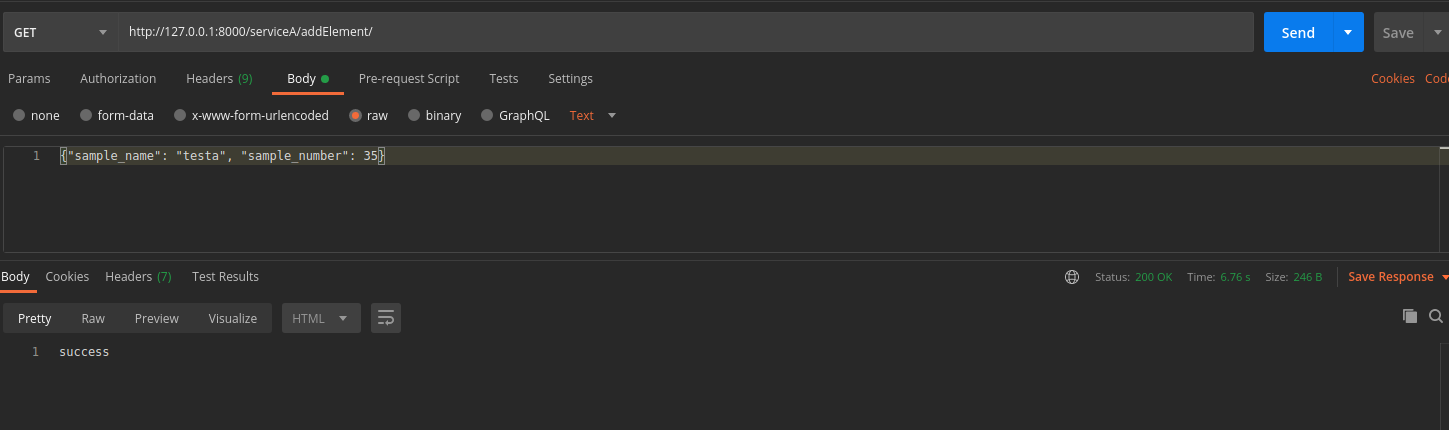 GET http://127.0.0.1:8000/serviceA/addElement/ Send Save
Params Authorization Headers (9) Body Pre-request Script Tests Settings Cookies Code
none form-data x-www-form-urlencoded raw binary GraphQL Text
1 {"sample_name": "testa", "sample_number": 35}
Body Cookies Headers (7) Test Results Status: 200 OK Time: 6.76 s Size: 246 B Save Response
Pretty Raw Preview Visualize HTML
1 success